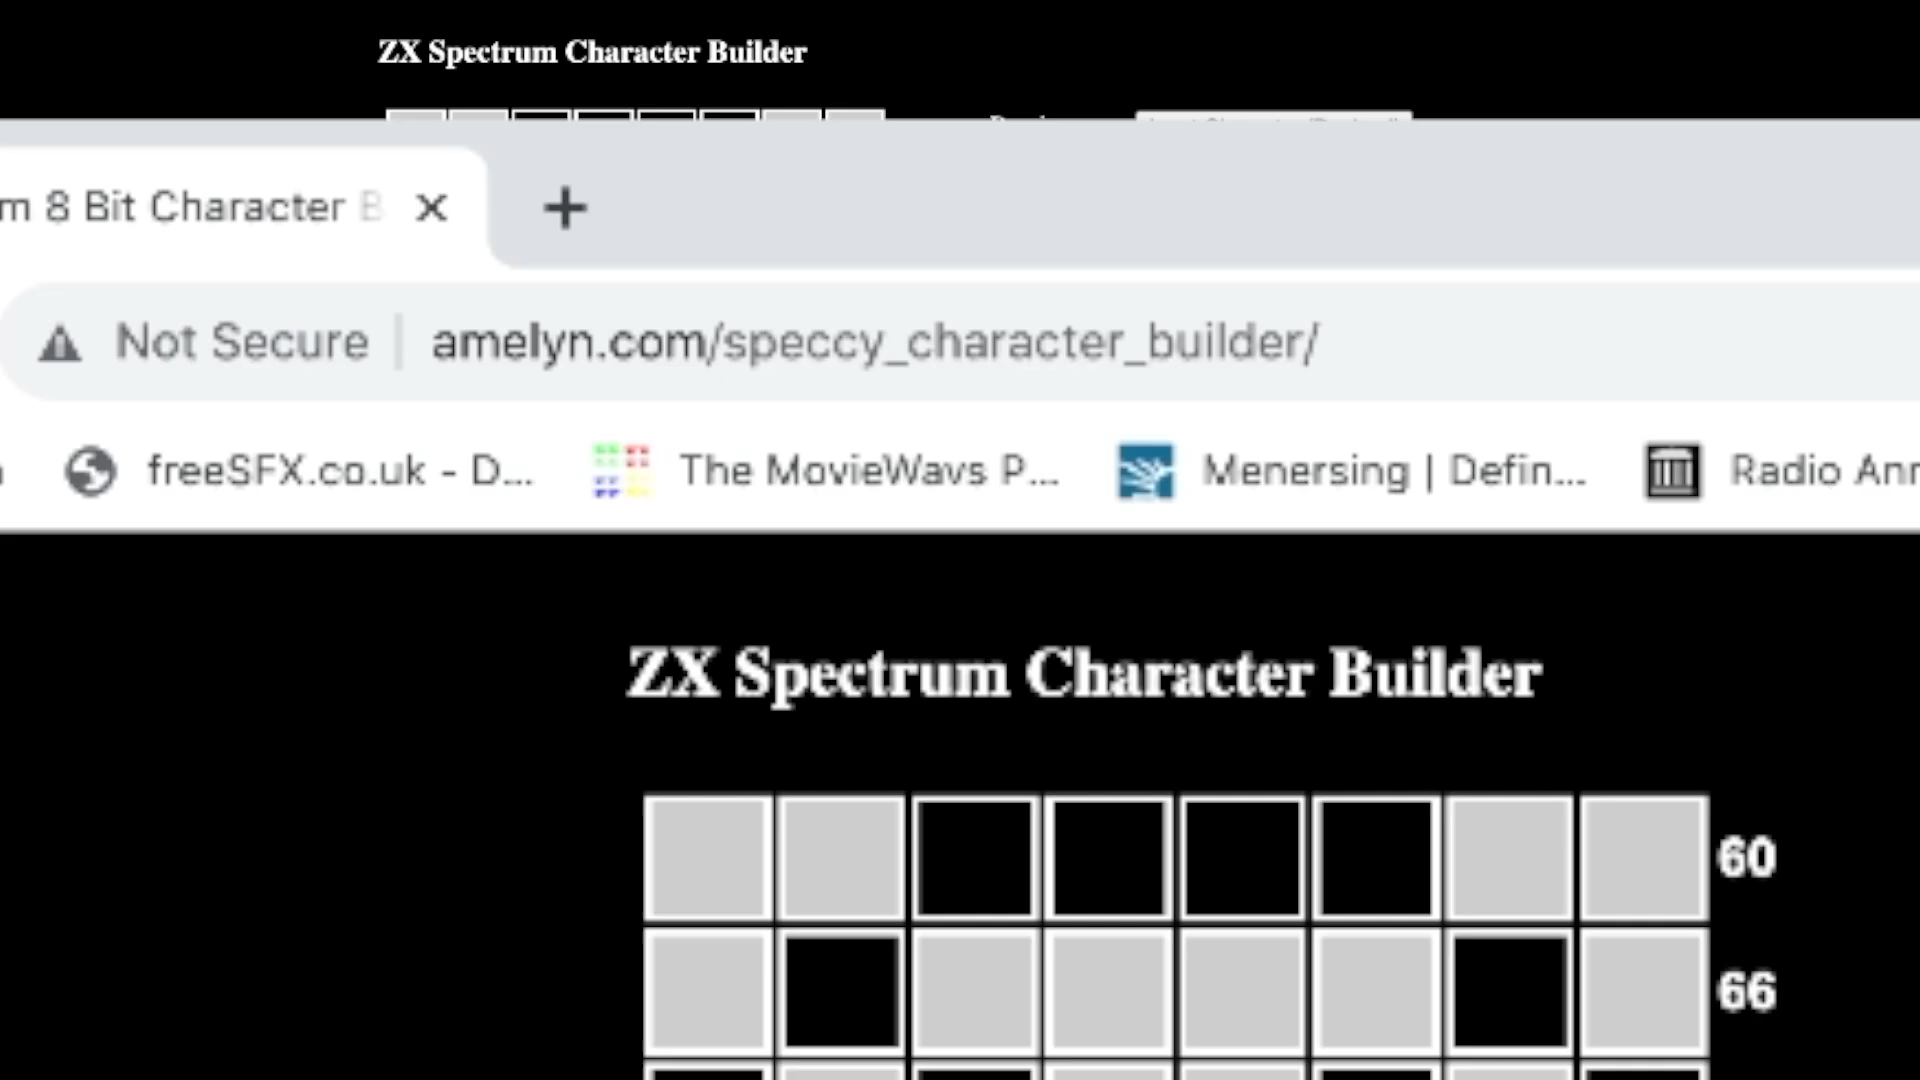 ZX Spectrum Character Builder
m 8 Bit Character B
Not Secure amelyn.com/speccy_character_builder/
freeSFX.co.uk - D... The MovieWavs P... Menersing | Defin... Radio Ann
ZX Spectrum Character Builder
60
66